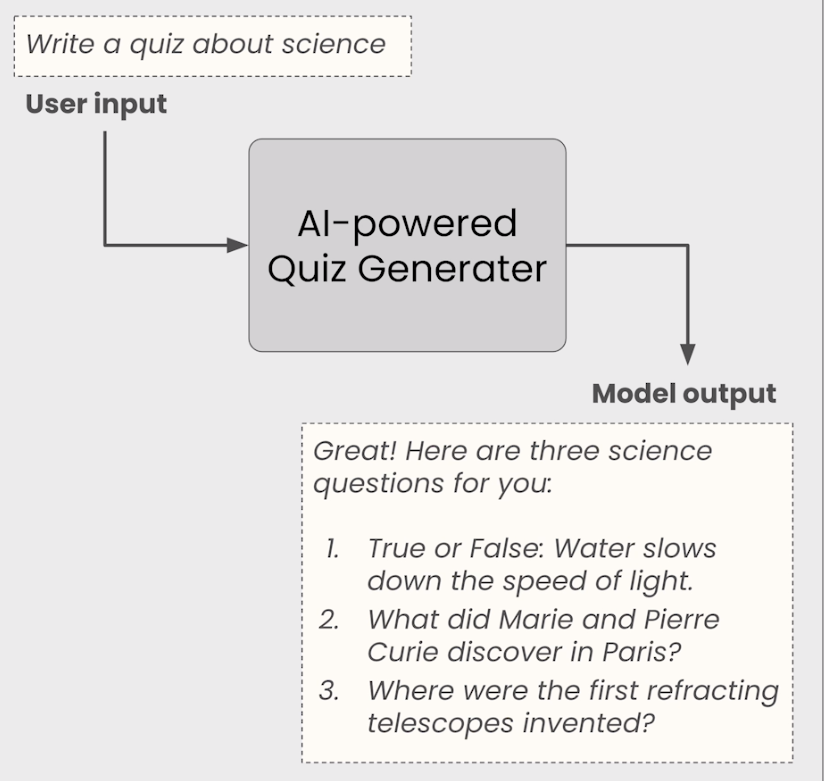 Write a quiz about science
User input
AI-powered
Quiz Generater
Model output
Great! Here are three science
questions for you:
1. True or False: Water slows
down the speed of light.
2. What did Marie and Pierre
Curie discover in Paris?
3. Where were the first refracting
telescopes invented?